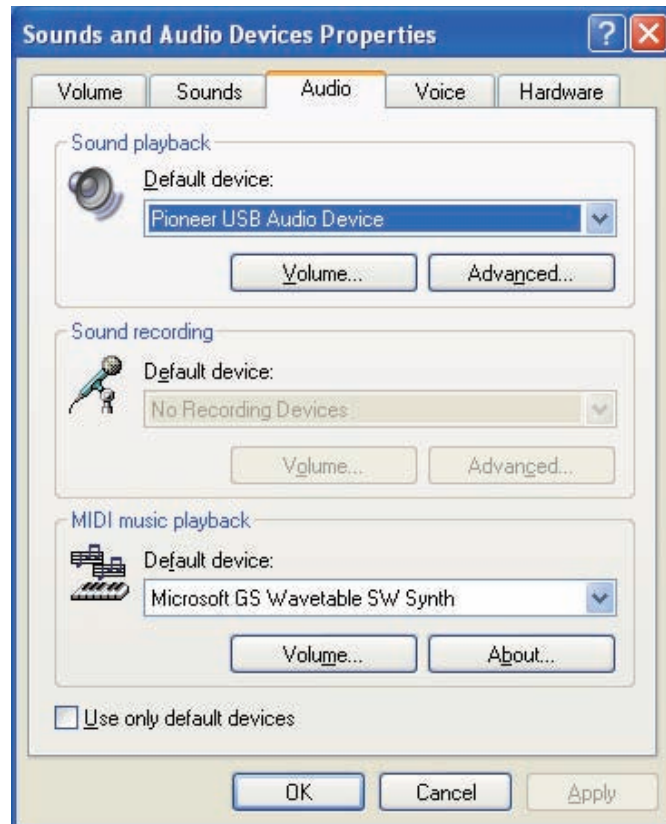 Sounds and Audio Devices Properties
Volume Sounds Audio Voice Hardware
Sound playback
Default device:
Pioneer USB Audio Device
Volume... Advanced...
Sound recording
Default device:
No Recording Devices
Volume... Advanced...
MIDI music playback
Default device:
Microsoft GS Wavetable SW Synth
Volume... About...
Use only default devices
OK Cancel Apply